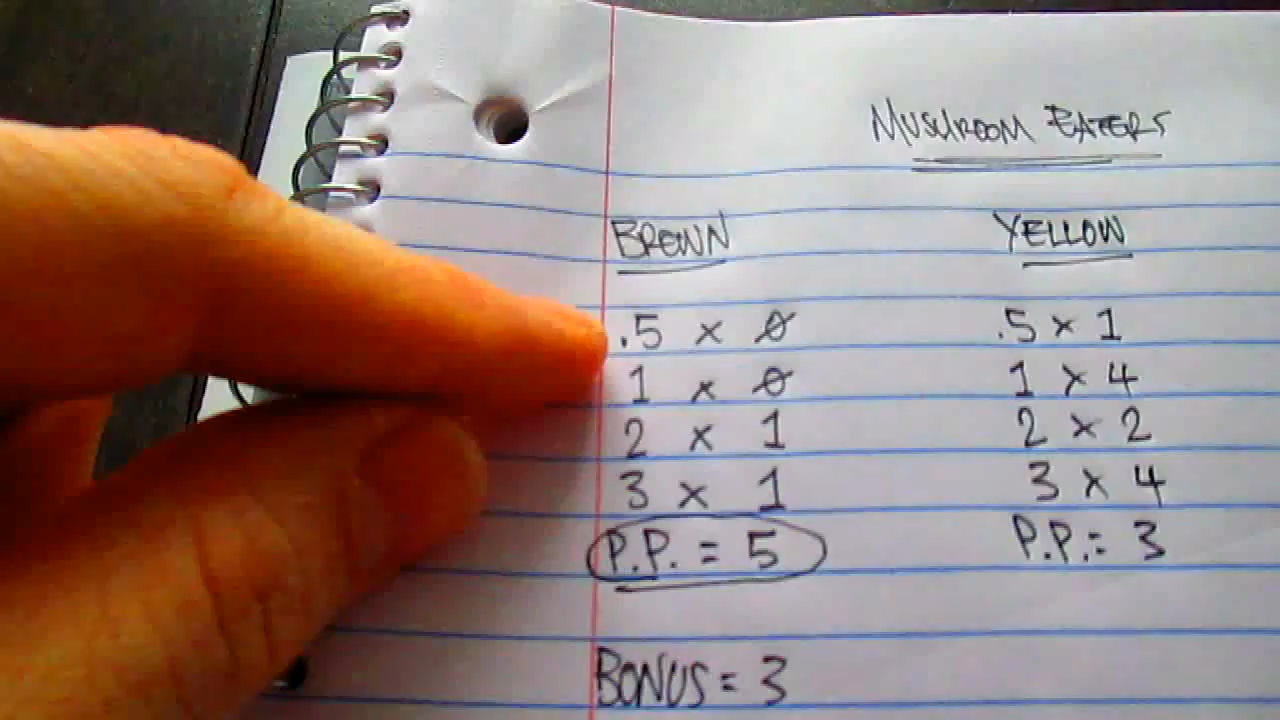 MUSHROOM EATERS
BROWN YELLOW
.5 x 0 .5 x 1
1 x 0 1 x 4
2 x 1 2 x 2
3 x 1 3 x 4
P.P. = 5 P.P. = 3
BONUS = 3